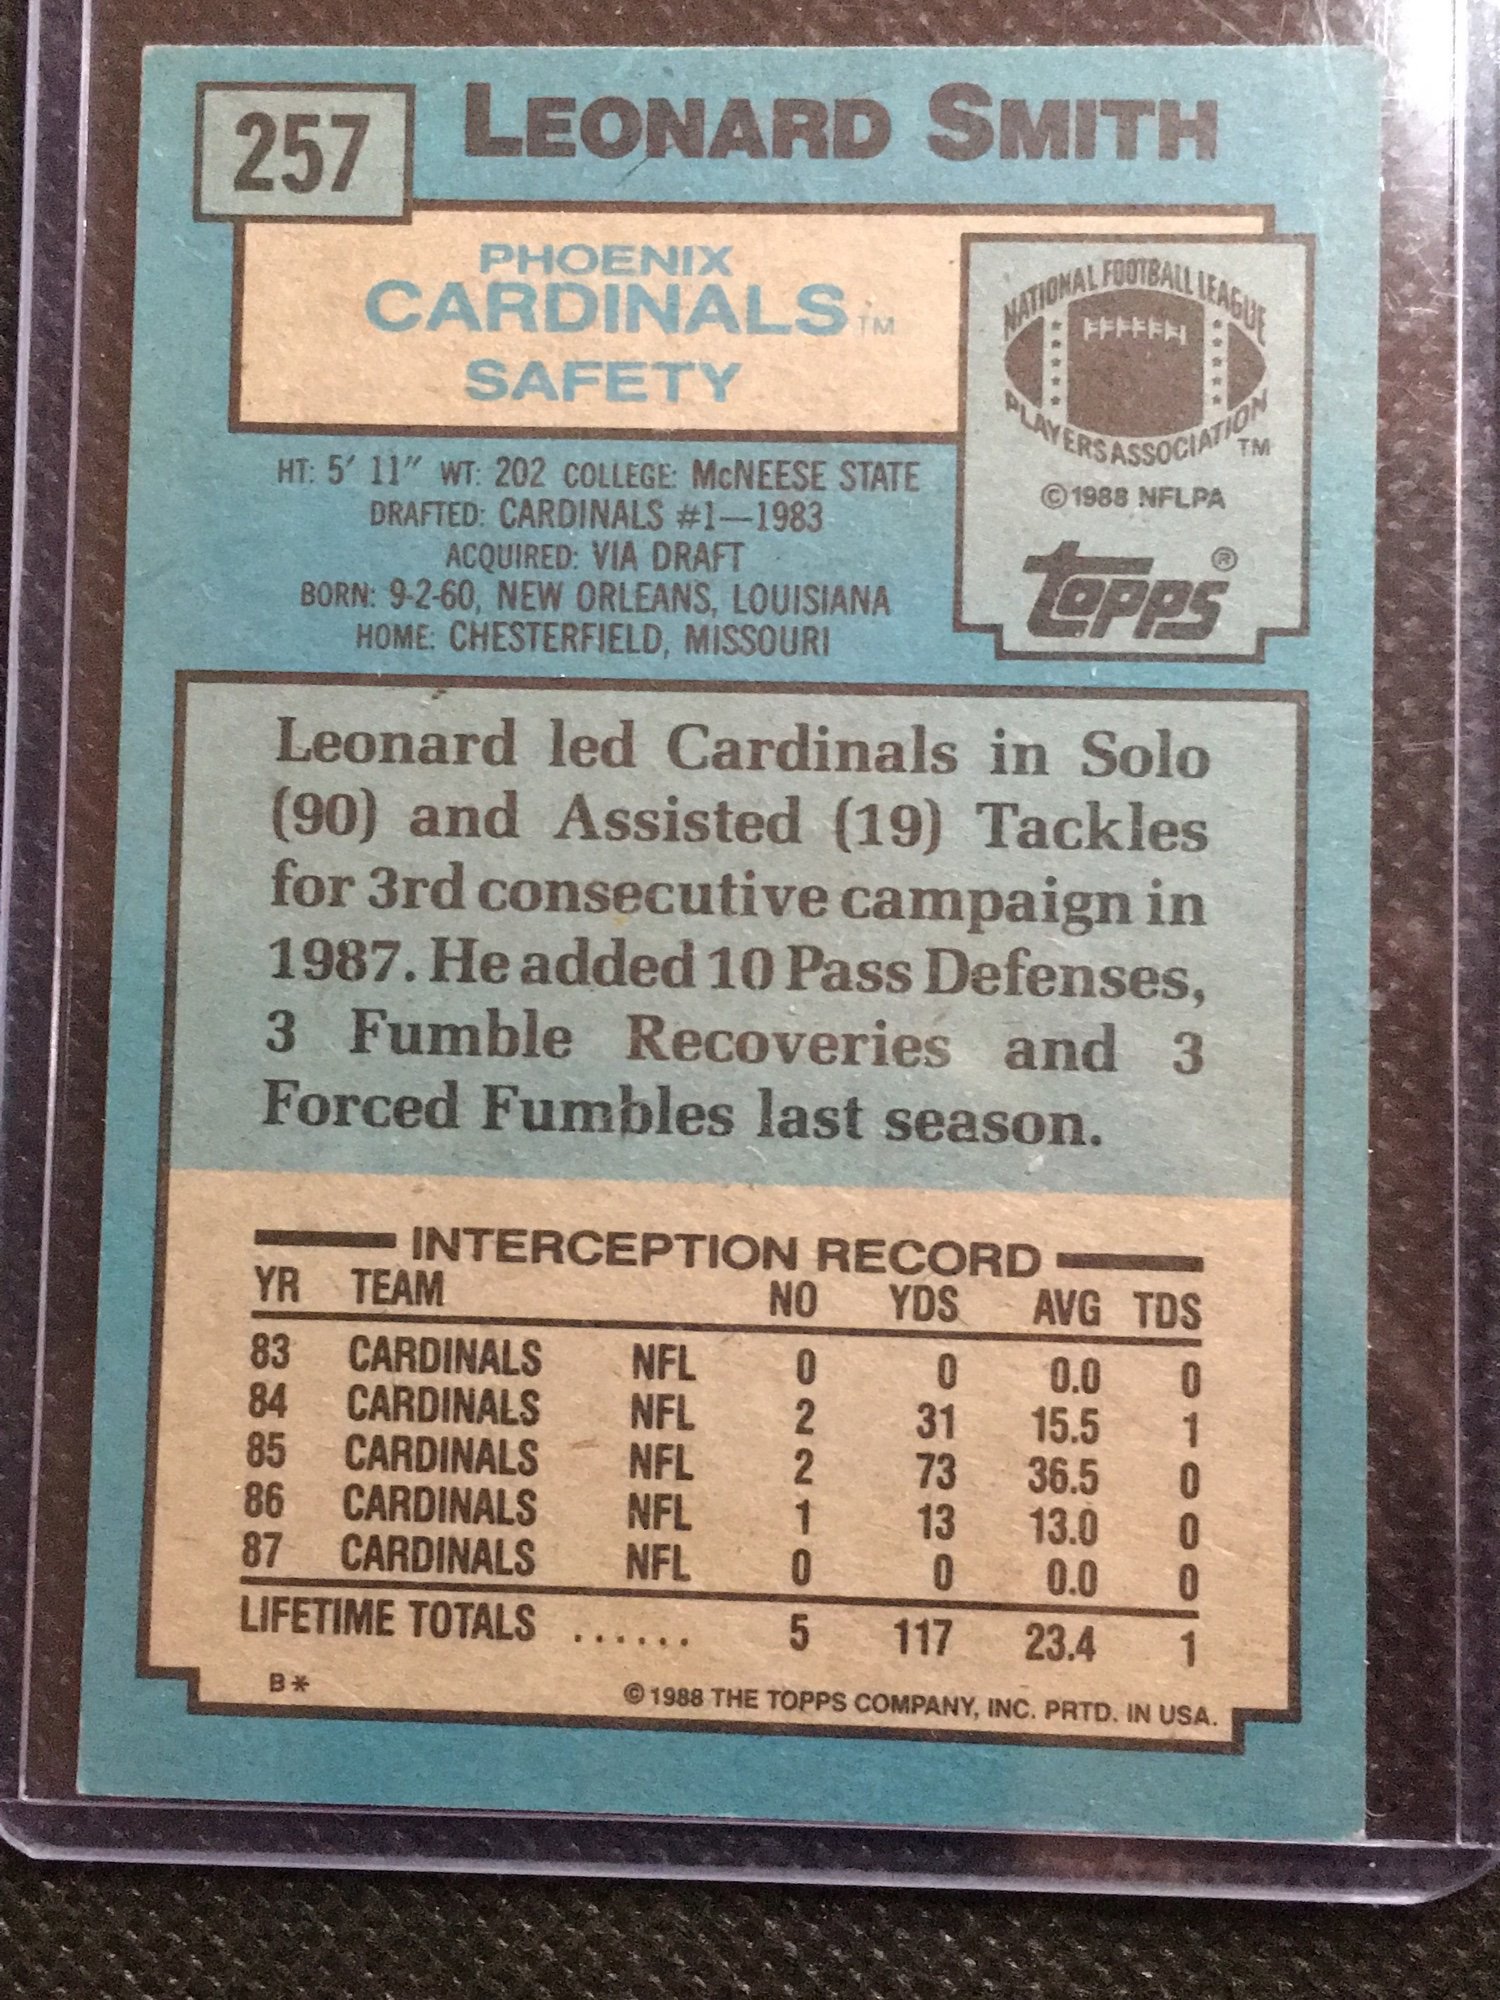 257
LEONARD SMITH
PHOENIX
CARDINALS™
SAFETY
NATIONAL FOOTBALL LEAGUE
PLAYERS ASSOCIATION™
©1988 NFLPA
topps®
HT: 5' 11" WT: 202 COLLEGE: McNEESE STATE
DRAFTED: CARDINALS #1—1983
ACQUIRED: VIA DRAFT
BORN: 9-2-60, NEW ORLEANS, LOUISIANA
HOME: CHESTERFIELD, MISSOURI
Leonard led Cardinals in Solo
(90) and Assisted (19) Tackles
for 3rd consecutive campaign in
1987. He added 10 Pass Defenses,
3 Fumble Recoveries and 3
Forced Fumbles last season.
INTERCEPTION RECORD
YR TEAM NO YDS AVG TDS
83 CARDINALS NFL 0 0 0.0 0
84 CARDINALS NFL 2 31 15.5 1
85 CARDINALS NFL 2 73 36.5 0
86 CARDINALS NFL 1 13 13.0 0
87 CARDINALS NFL 0 0 0.0 0
LIFETIME TOTALS ...... 5 117 23.4 1
B* ©1988 THE TOPPS COMPANY, INC. PRTD. IN USA.